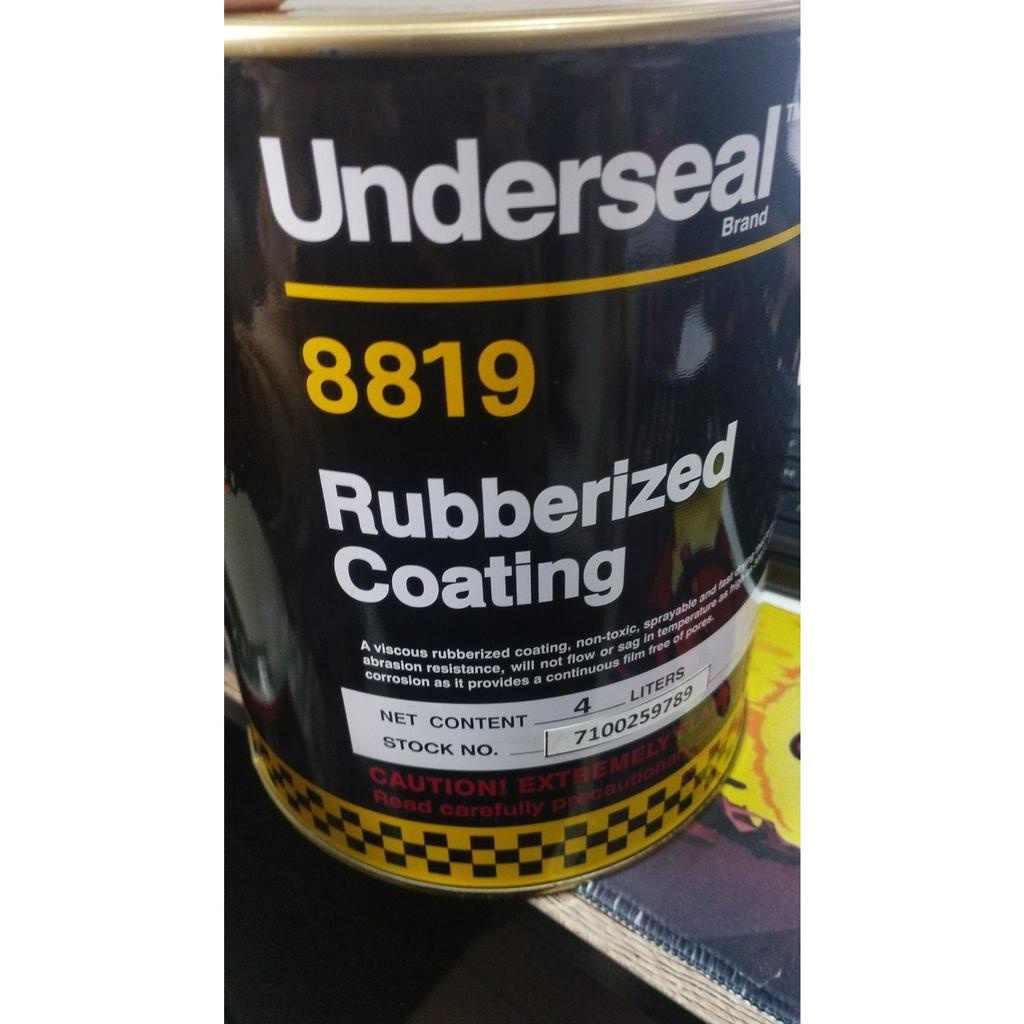 Underseal™
Brand
8819
Rubberized
Coating
A viscous rubberized coating, non-toxic, sprayable and fast
abrasion resistance, will not flow or sag in temperature as
corrosion as it provides a continuous film free of pores.
NET CONTENT 4 LITERS
STOCK NO. 7100259789
CAUTION! EXTREMELY
Read carefully